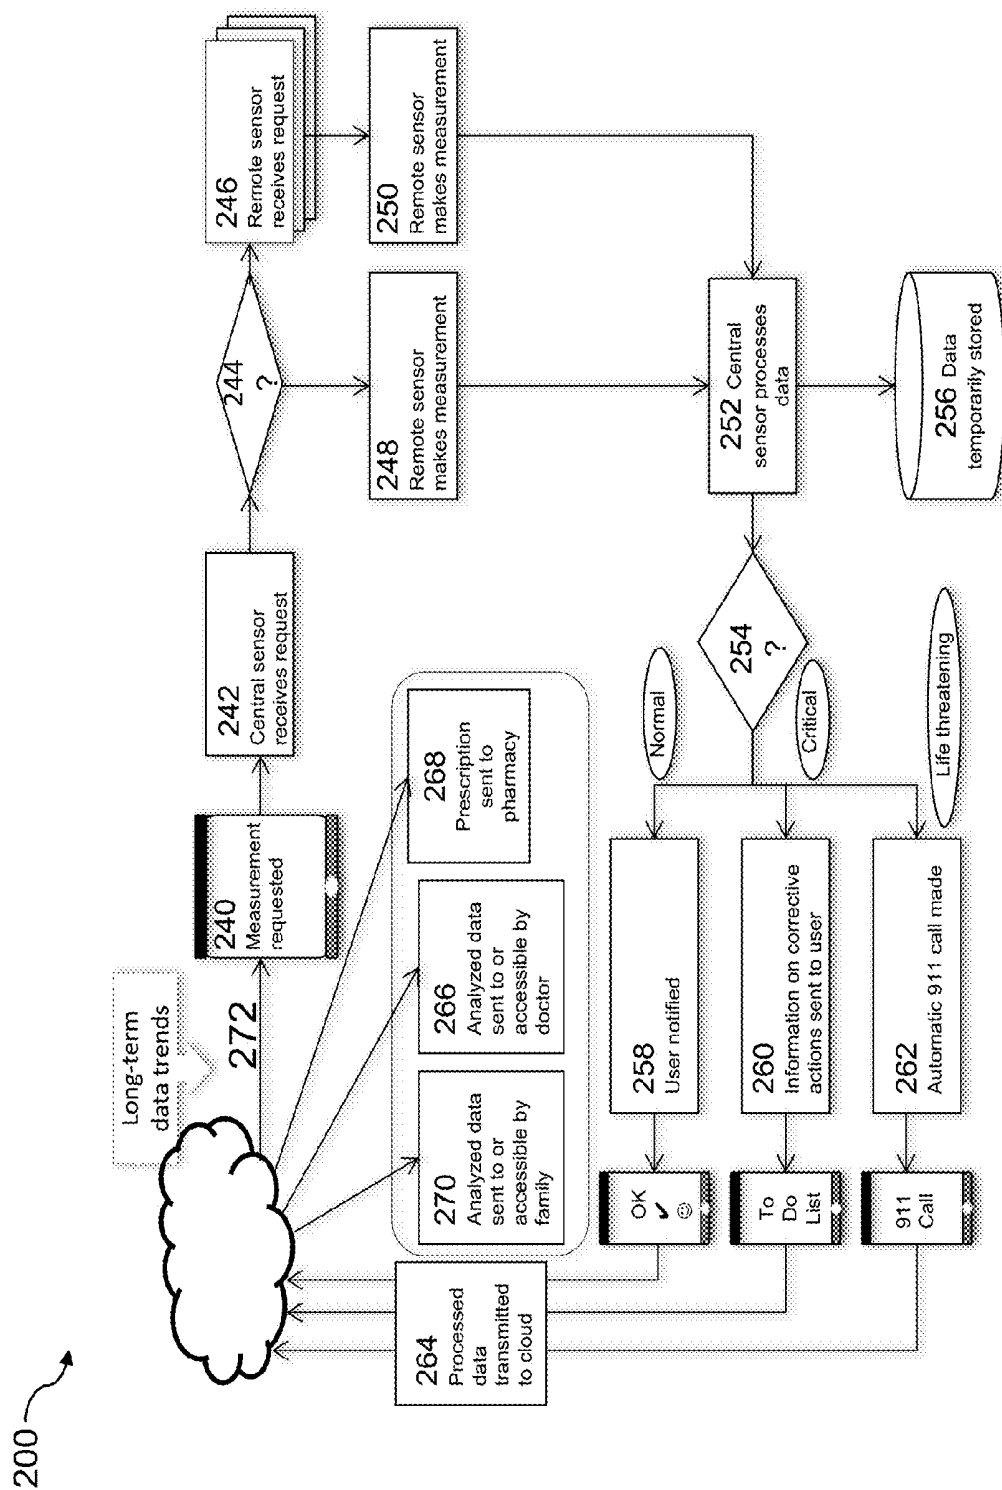 200
Long-term
data trends
272
240
Measurement
requested
242
Central sensor
receives request
244
?
246
Remote sensor
receives request
248
Remote sensor
makes measurement
250
Remote sensor
makes measurement
252 Central
sensor processes
data
256 Data
temporarily stored
254
?
Normal
Critical
Life threatening
258
User notified
260
Information on corrective
actions sent to user
262
Automatic 911 call made
OK
✔
☺
To
Do
List
911
Call
264
Processed
data
transmitted
to cloud
270
Analyzed data
sent to or
accessible by
family
266
Analyzed data
sent to or
accessible by
doctor
268
Prescription
sent to
pharmacy